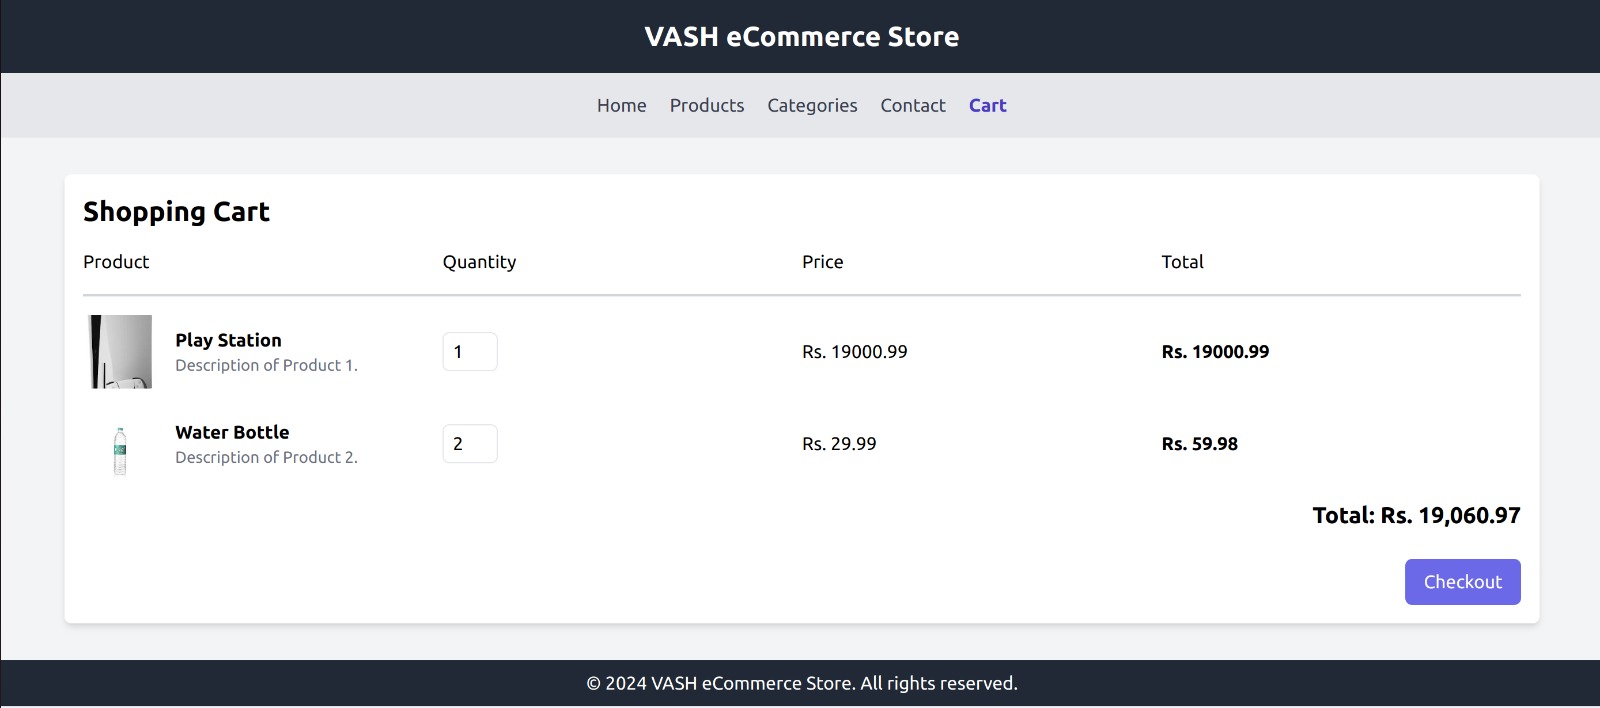 VASH eCommerce Store
Home Products Categories Contact Cart
Shopping Cart
Product Quantity Price Total
Play Station
Description of Product 1.
1 Rs. 19000.99 Rs. 19000.99
Water Bottle
Description of Product 2.
2 Rs. 29.99 Rs. 59.98
Total: Rs. 19,060.97
Checkout
© 2024 VASH eCommerce Store. All rights reserved.